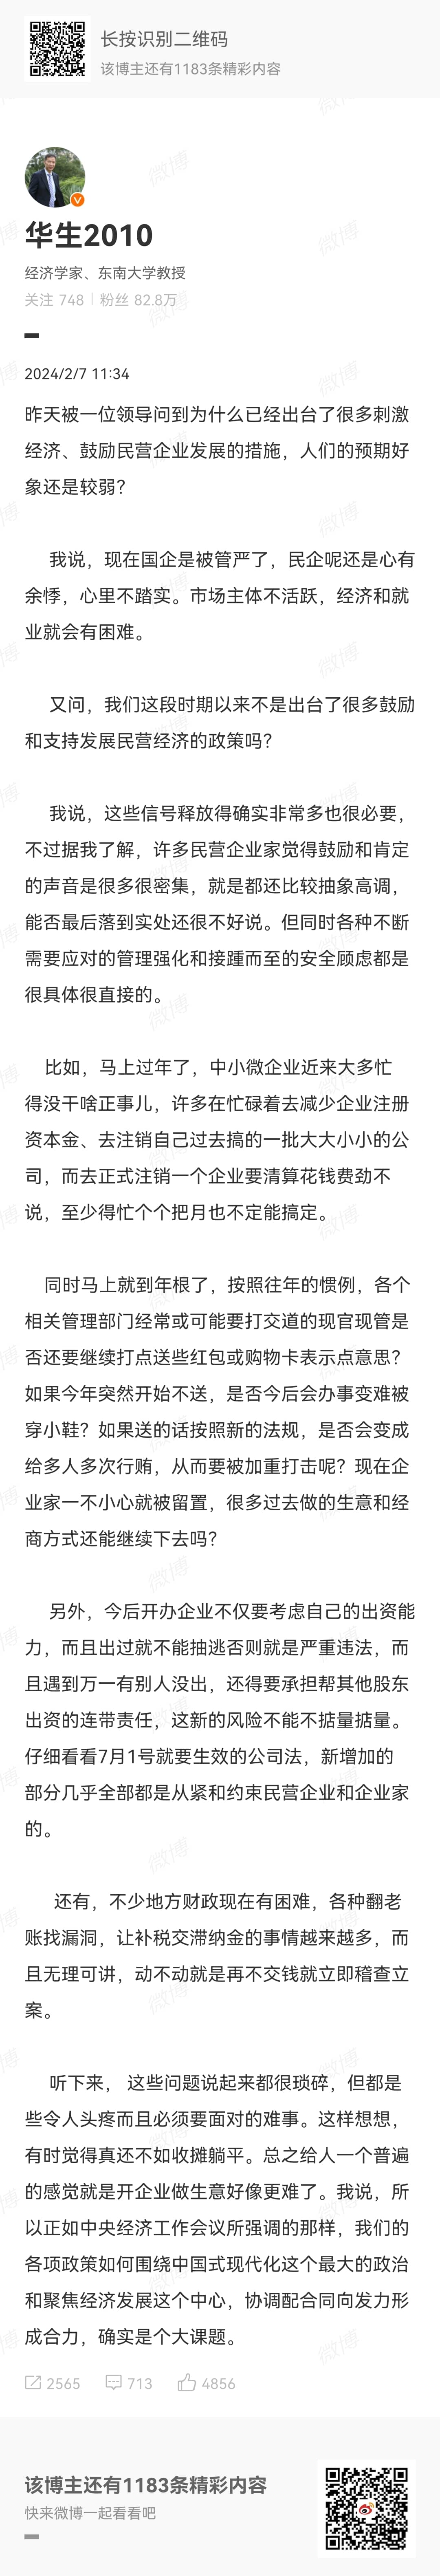 长按识别二维码
该博主还有1183条精彩内容
华生2010
经济学家、东南大学教授
关注 748 | 粉丝 82.8万
2024/2/7 11:34
昨天被一位领导问到为什么已经出台了很多刺激
经济、鼓励民营企业发展的措施，人们的预期好
象还是较弱？
我说，现在国企是被管严了，民企呢还是心有
余悸，心里不踏实。市场主体不活跃，经济和就
业就会有困难。
又问，我们这段时期以来不是出台了很多鼓励
和支持发展民营经济的政策吗？
我说，这些信号释放得确实非常多也很必要，
不过据我了解，许多民营企业家觉得鼓励和肯定
的声音是很多很密集，就是都还比较抽象高调，
能否最后落到实处还很不好说。但同时各种不断
需要应对的管理强化和接踵而至的安全顾虑都是
很具体很直接的。
比如，马上过年了，中小微企业近来大多忙
得没干啥正事儿，许多在忙碌着去减少企业注册
资本金、去注销自己过去搞的一批大大小小的公
司，而去正式注销一个企业要清算花钱费劲不
说，至少得忙个个把月也不定能搞定。
同时马上就到年根了，按照往年的惯例，各个
相关管理部门经常或可能要打交道的现官现管是
否还要继续打点送些红包或购物卡表示点意思？
如果今年突然开始不送，是否今后会办事变难被
穿小鞋？如果送的话按照新的法规，是否会变成
给多人多次行贿，从而要被加重打击呢？现在企
业家一不小心就被留置，很多过去做的生意和经
商方式还能继续下去吗？
另外，今后开办企业不仅要考虑自己的出资能
力，而且出过就不能抽逃否则就是严重违法，而
且遇到万一有别人没出，还得要承担帮其他股东
出资的连带责任，这新的风险不能不掂量掂量。
仔细看看7月1号就要生效的公司法，新增加的
部分几乎全部都是从紧和约束民营企业和企业家
的。
还有，不少地方财政现在有困难，各种翻老
账找漏洞，让补税交滞纳金的事情越来越多，而
且无理可讲，动不动就是再不交钱就立即稽查立
案。
听下来， 这些问题说起来都很琐碎，但都是
些令人头疼而且必须要面对的难事。这样想想，
有时觉得真还不如收摊躺平。总之给人一个普遍
的感觉就是开企业做生意好像更难了。我说，所
以正如中央经济工作会议所强调的那样，我们的
各项政策如何围绕中国式现代化这个最大的政治
和聚焦经济发展这个中心，协调配合同向发力形
成合力，确实是个大课题。
2565 713 4856
该博主还有1183条精彩内容
快来微博一起看看吧